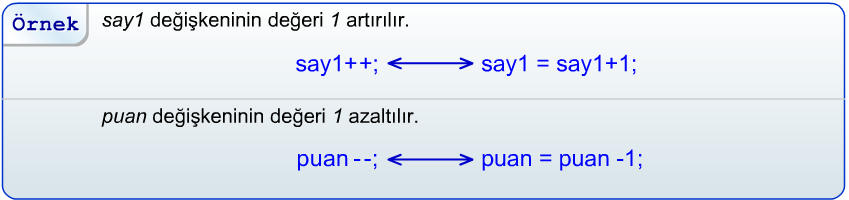 Örnek
say1 değişkeninin değeri 1 artırılır.
say1++; ⟷ say1 = say1+1;
puan değişkeninin değeri 1 azaltılır.
puan--; ⟷ puan = puan -1;